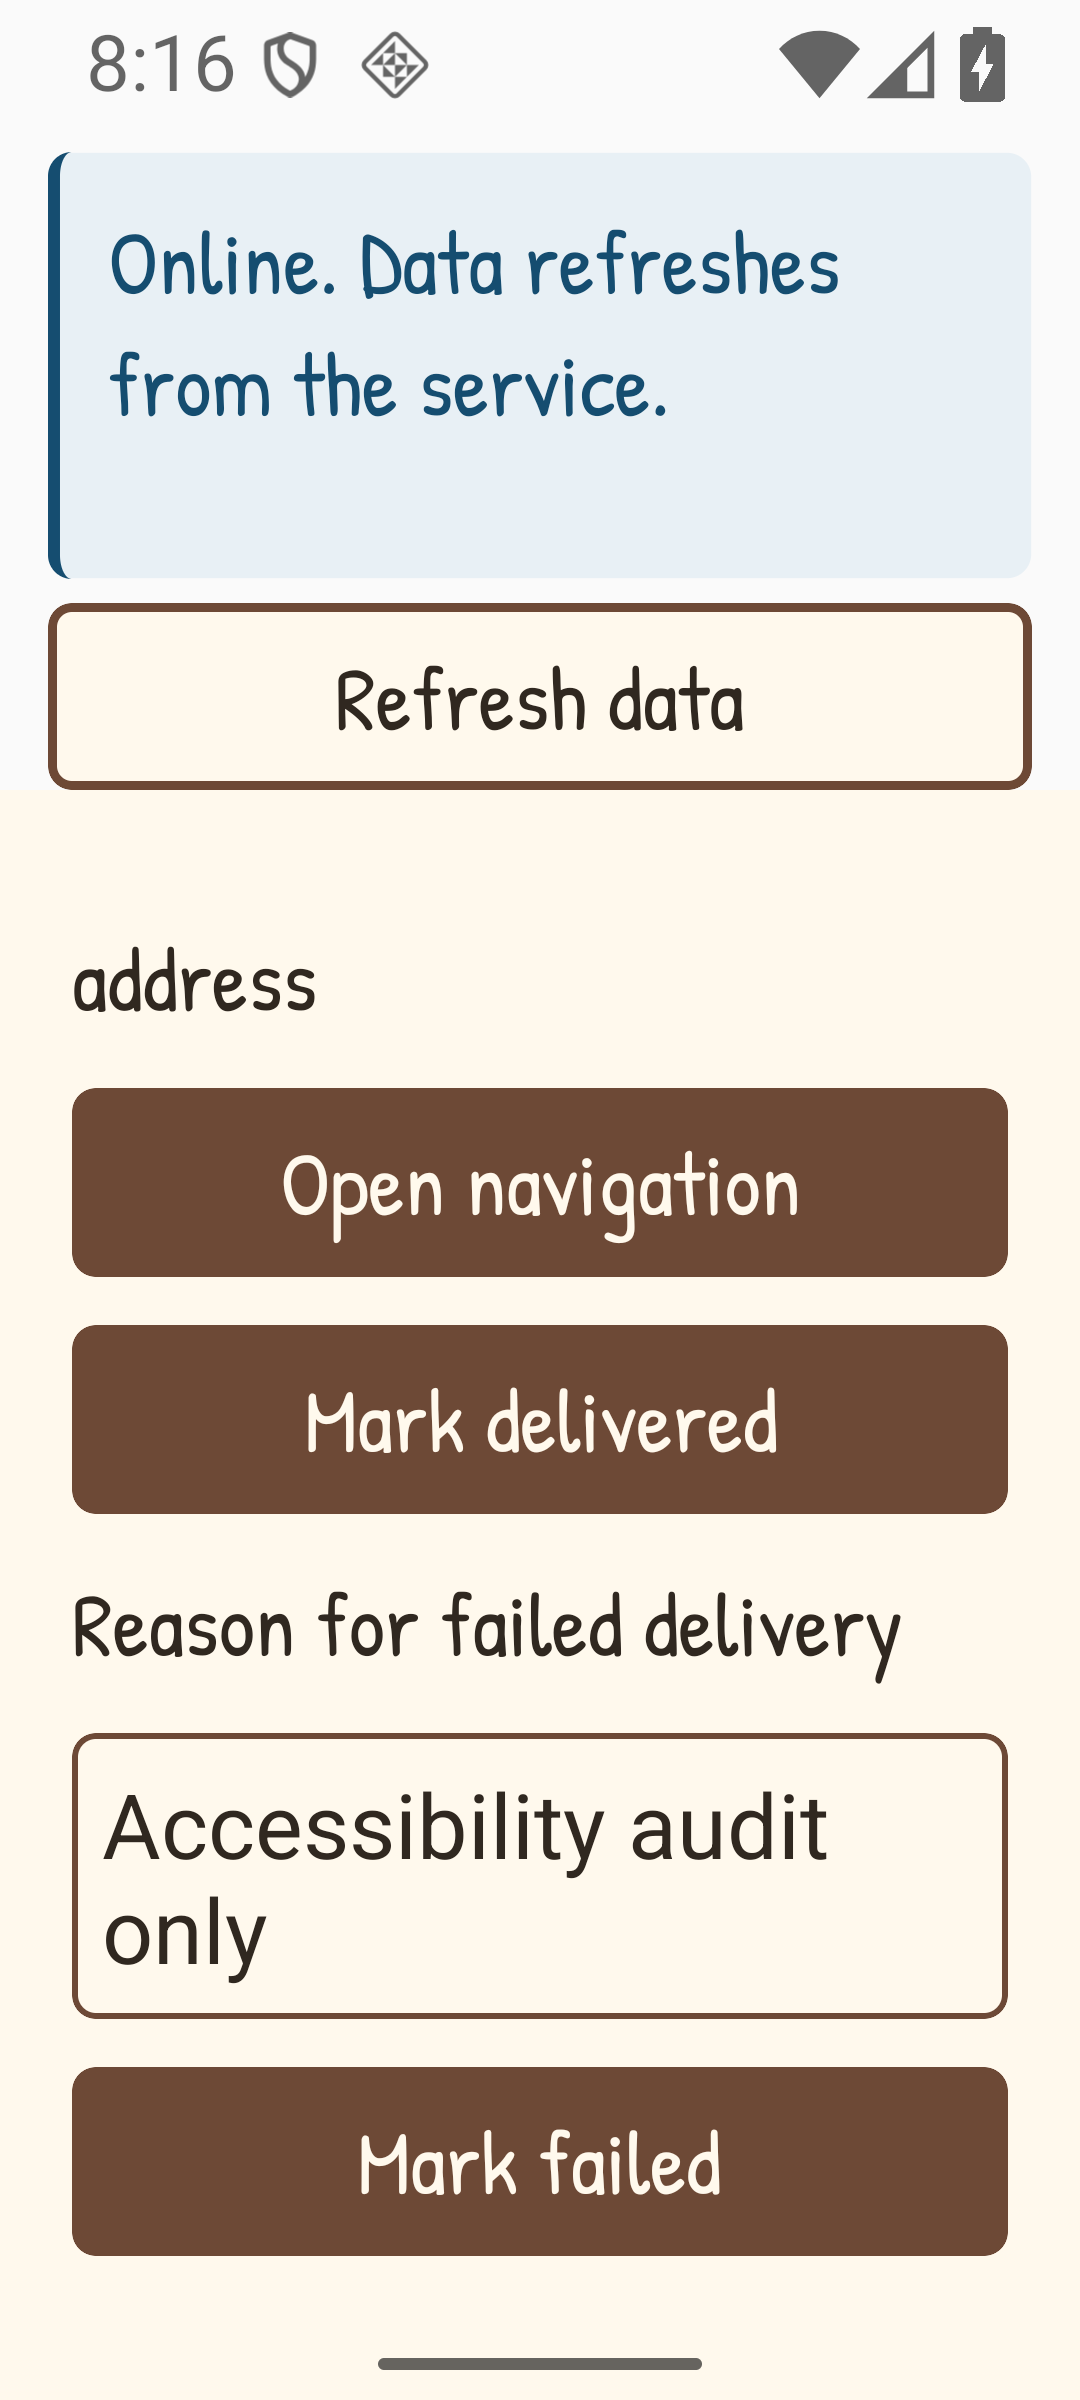 8:16
Online. Data refreshes
from the service.
Refresh data
address
Open navigation
Mark delivered
Reason for failed delivery
Accessibility audit
only
Mark failed